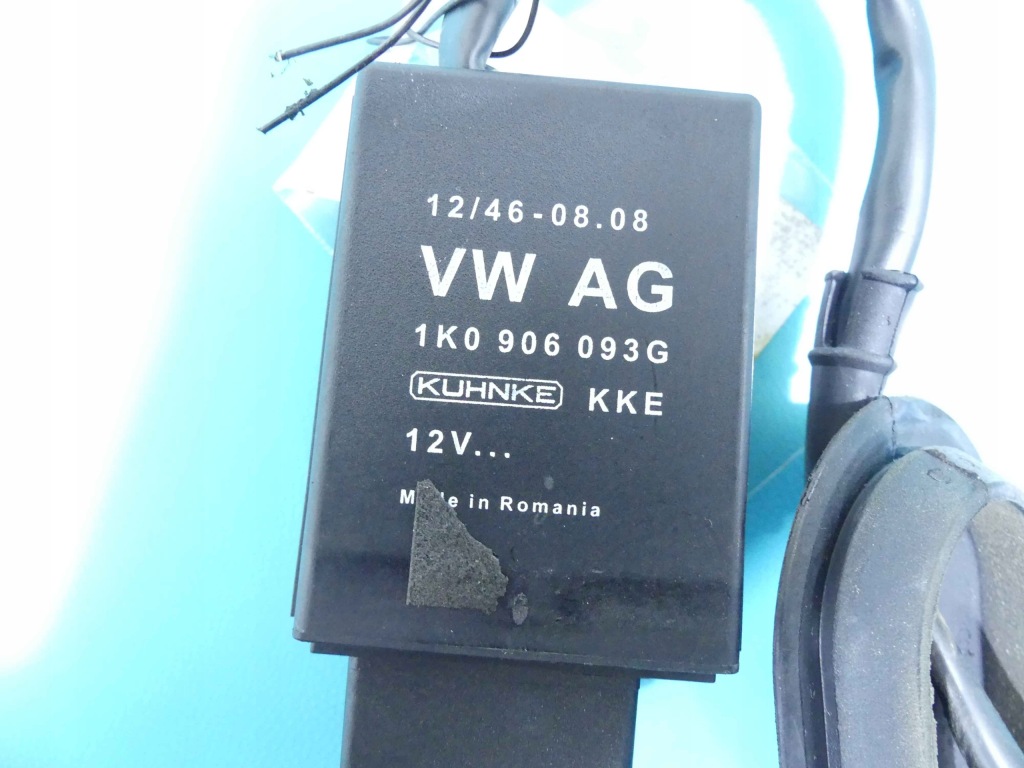 12/46-08.08
VW AG
1K0 906 093G
KUHNKE KKE
12V...
in Romania